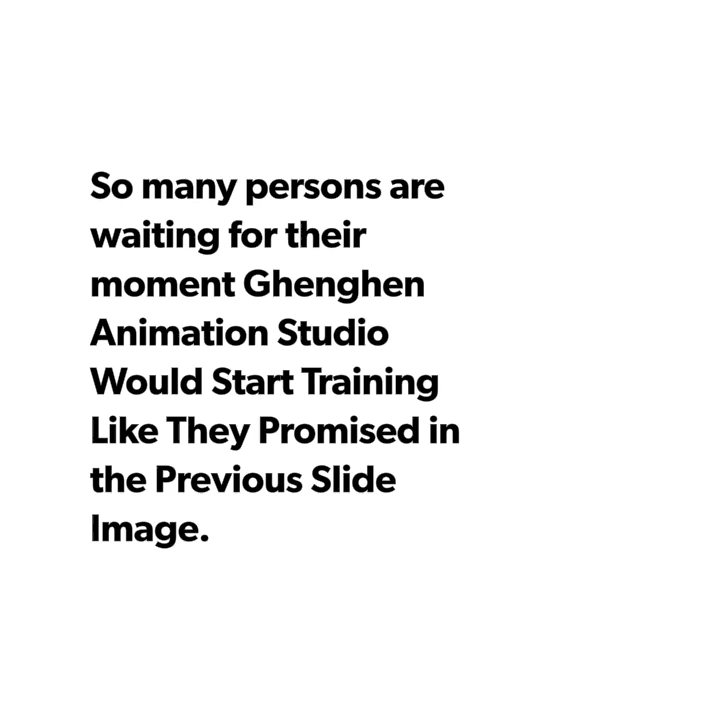 So many persons are
waiting for their
moment Ghenghen
Animation Studio
Would Start Training
Like They Promised in
the Previous Slide
Image.